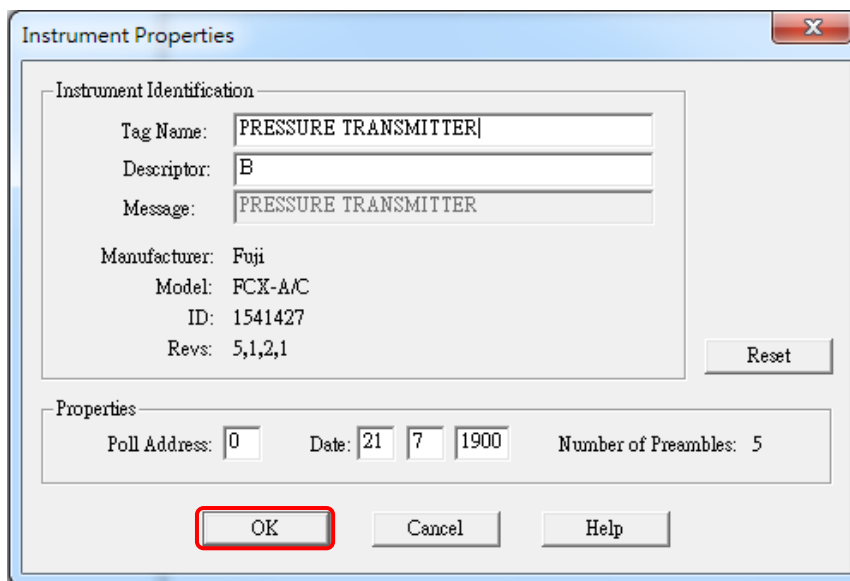 Instrument Properties
Instrument Identification
Tag Name: PRESSURE TRANSMITTER
Descriptor: B
Message: PRESSURE TRANSMITTER
Manufacturer: Fuji
Model: FCX-A/C
ID: 1541427
Revs: 5,1,2,1
Reset
Properties
Poll Address: 0 Date: 21 7 1900 Number of Preambles: 5
OK Cancel Help